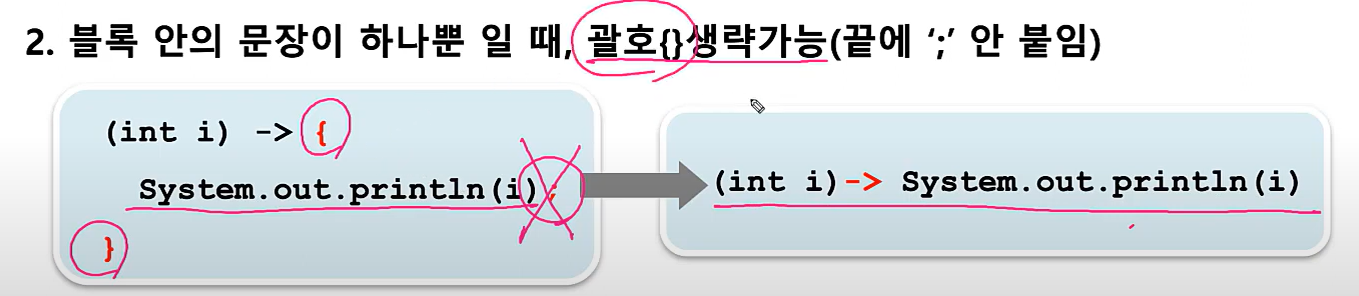 2. 블록 안의 문장이 하나뿐 일 때, 괄호{}생략가능(끝에 ‘;’ 안 붙임)
(int i) -> {
System.out.println(i);
}
(int i)-> System.out.println(i)